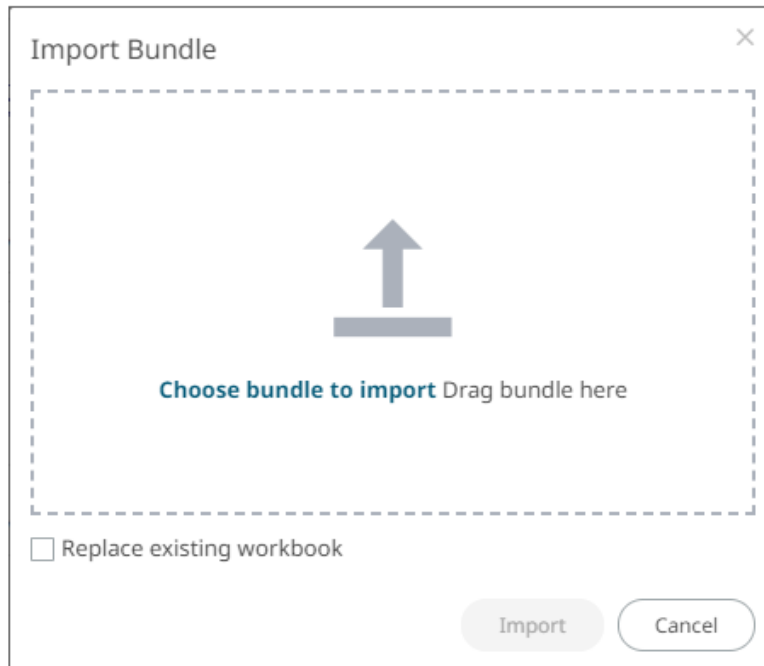 Import Bundle
Choose bundle to import Drag bundle here
Replace existing workbook
Import
Cancel